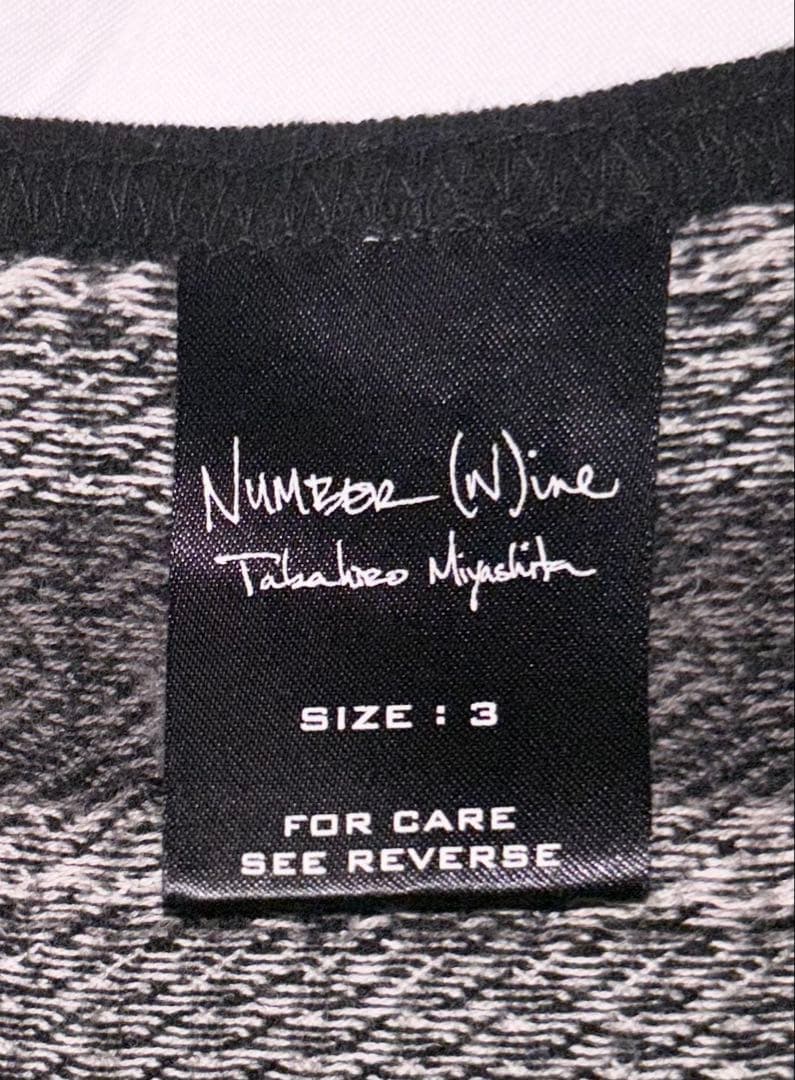 NUMBER (N)ine
Takahiro Miyashita
SIZE : 3
FOR CARE
SEE REVERSE